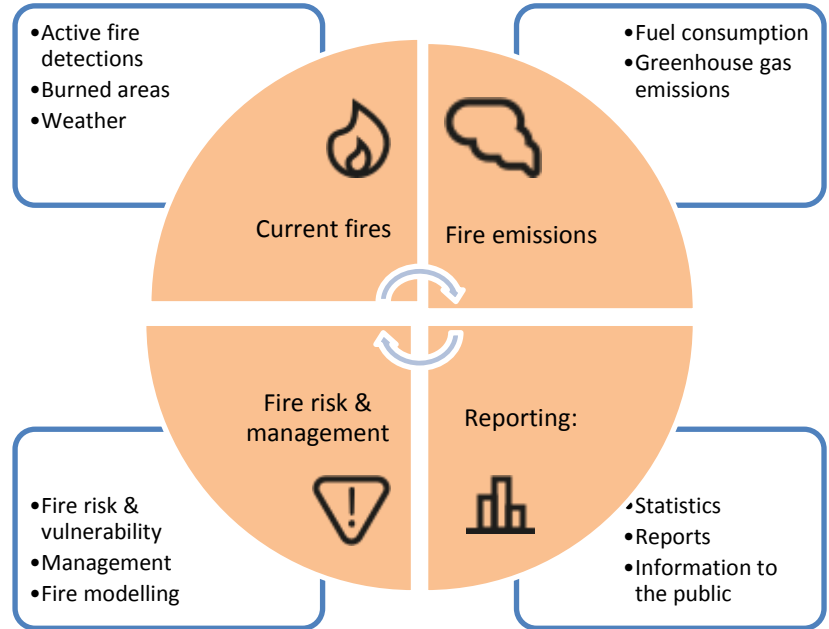 •Active fire
detections
•Burned areas
•Weather
Current fires
•Fuel consumption
•Greenhouse gas
emissions
Fire emissions
Fire risk &
management
•Fire risk &
vulnerability
•Management
•Fire modelling
Reporting:
•Statistics
•Reports
•Information to
the public